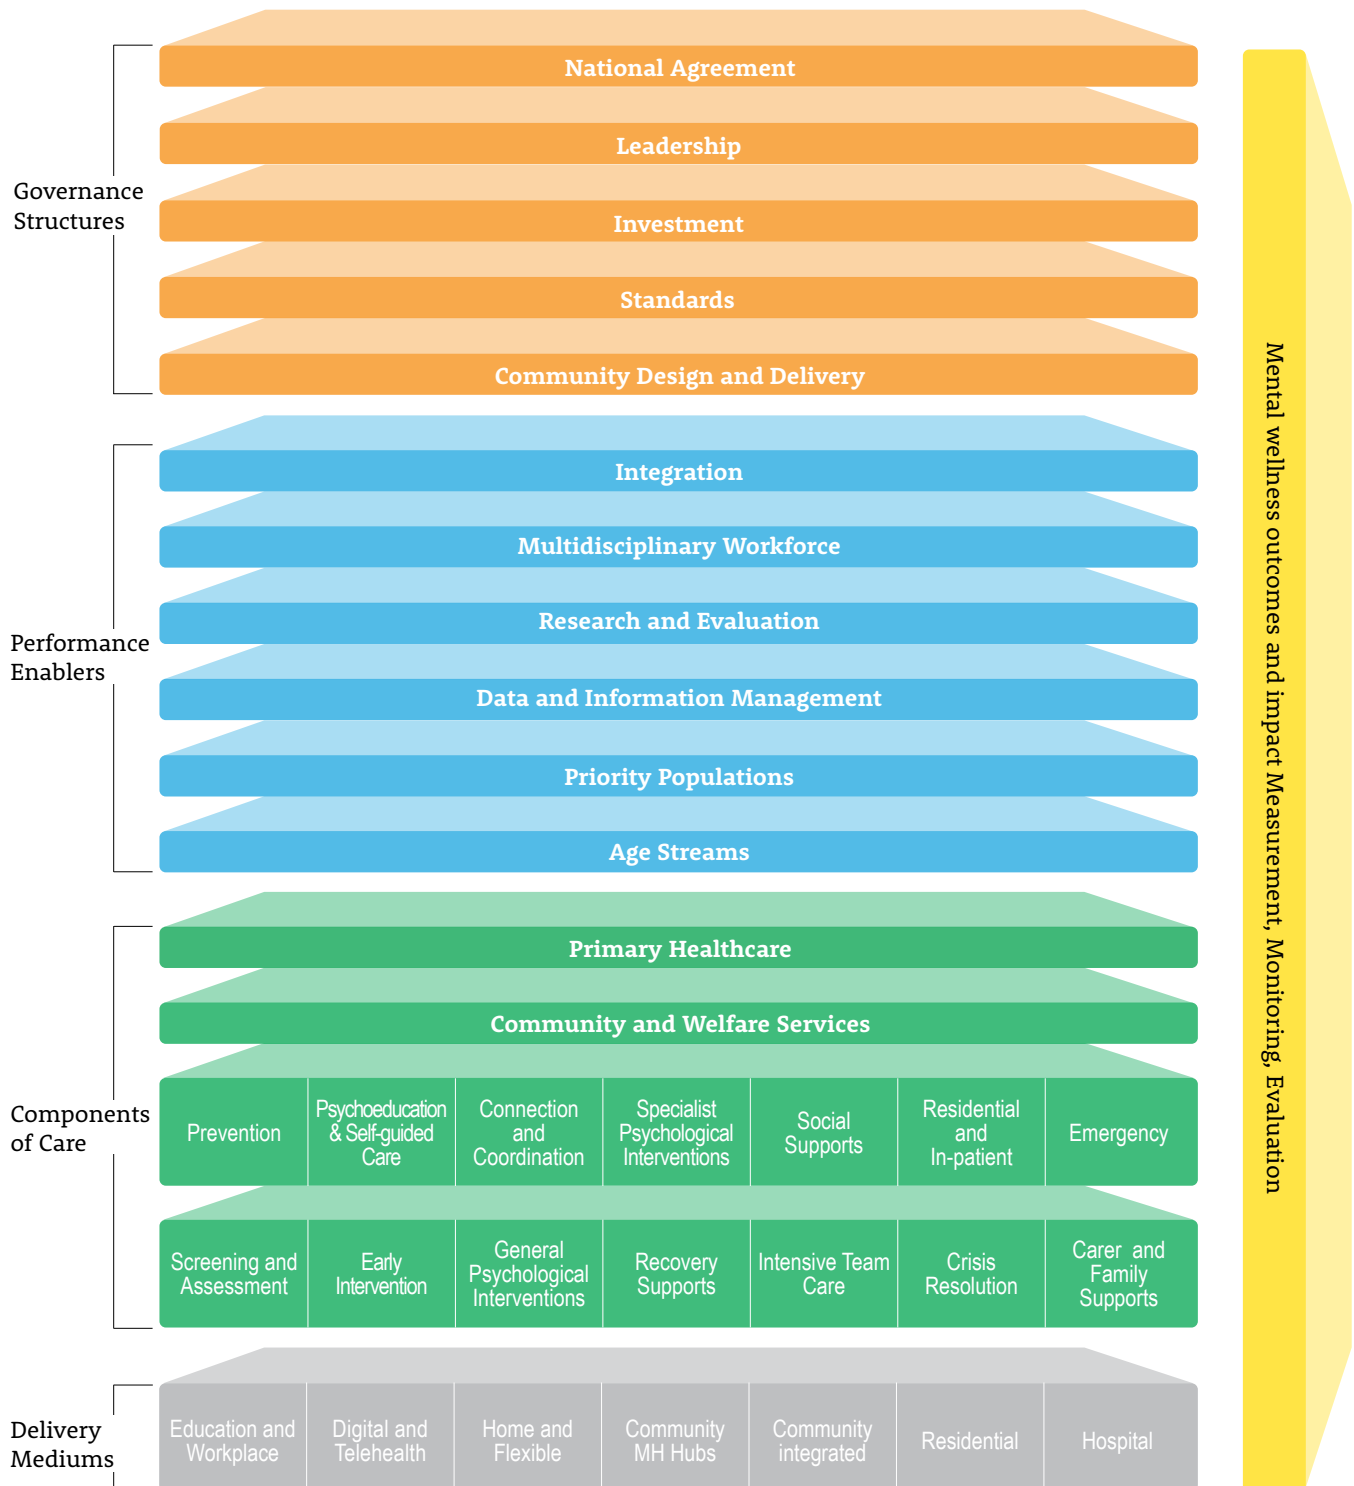 Governance
Structures
National Agreement
Leadership
Investment
Standards
Community Design and Delivery
Performance
Enablers
Integration
Multidisciplinary Workforce
Research and Evaluation
Data and Information Management
Priority Populations
Age Streams
Components
of Care
Primary Healthcare
Community and Welfare Services
Prevention
Psychoeducation
& Self-guided
Care
Connection
and
Coordination
Specialist
Psychological
Interventions
Social
Supports
Residential
and
In-patient
Emergency
Screening and
Assessment
Early
Intervention
General
Psychological
Interventions
Recovery
Supports
Intensive Team
Care
Crisis
Resolution
Carer and
Family
Supports
Delivery
Mediums
Education and
Workplace
Digital and
Telehealth
Home and
Flexible
Community
MH Hubs
Community
integrated
Residential
Hospital
Mental wellness outcomes and impact Measurement, Monitoring, Evaluation